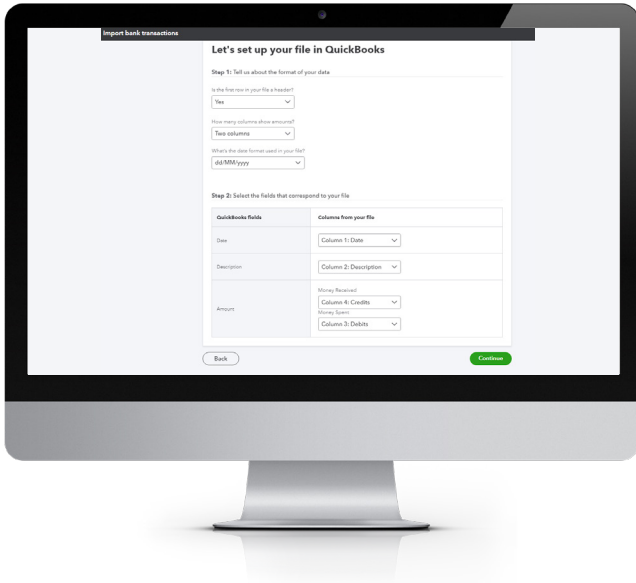 Import bank transactions
Let's set up your file in QuickBooks
Step 1: Tell us about the format of your data
Is the first row in your file a header?
Yes
How many columns show amounts?
Two columns
What's the date format used in your file?
dd/MM/yyyy
Step 2: Select the fields that correspond to your file
QuickBooks fields Columns from your file
Date Column 1: Date
Description Column 2: Description
Money Received
Column 4: Credits
Amount
Money Spent
Column 3: Debits
Back Continue